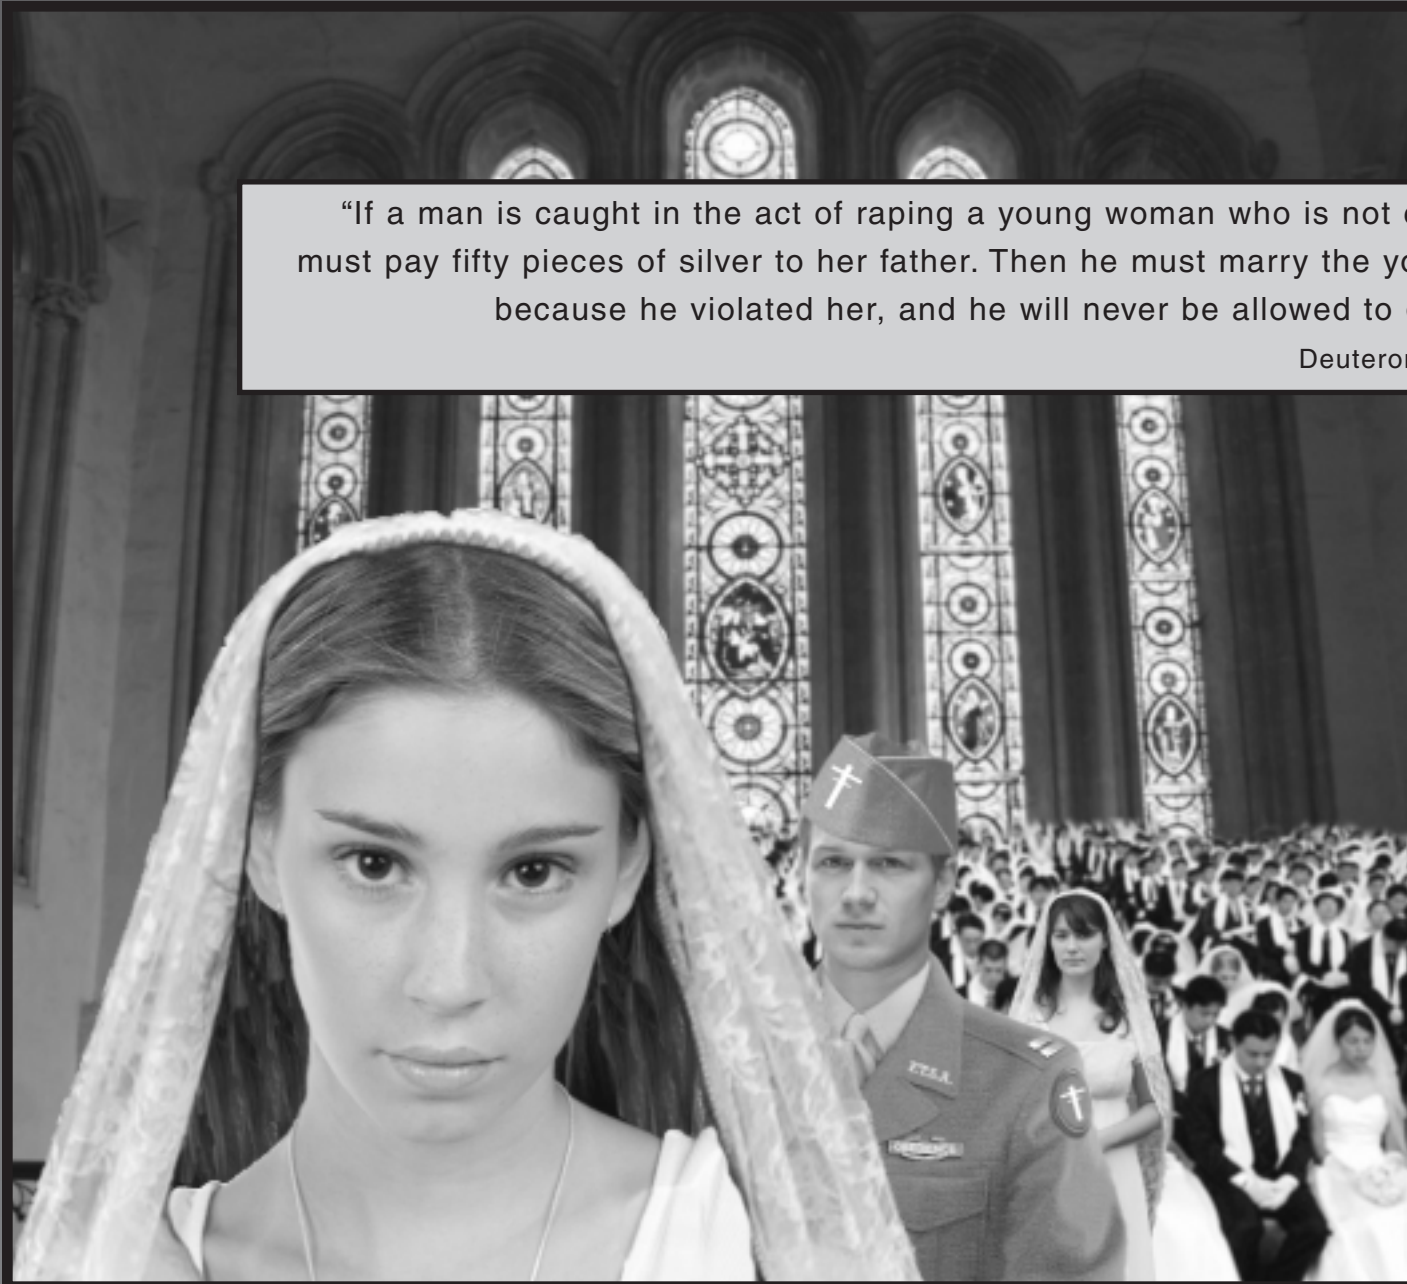 “If a man is caught in the act of raping a young woman who is not
must pay fifty pieces of silver to her father. Then he must marry the
because he violated her, and he will never be allowed to